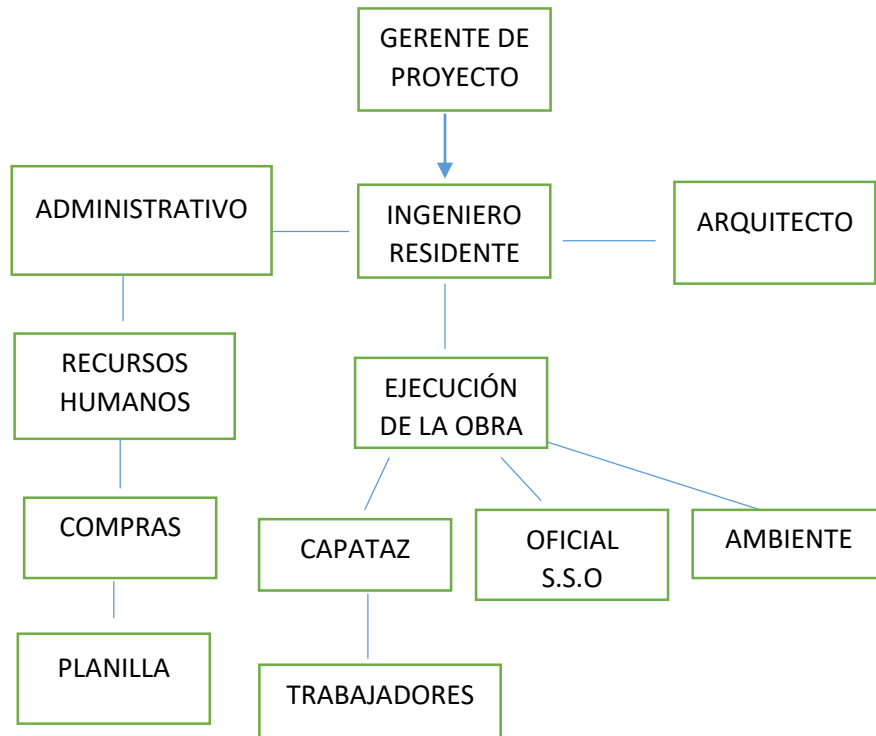 GERENTE DE
PROYECTO
ADMINISTRATIVO
INGENIERO
RESIDENTE
ARQUITECTO
RECURSOS
HUMANOS
EJECUCIÓN
DE LA OBRA
COMPRAS
CAPATAZ
OFICIAL
S.S.O
AMBIENTE
PLANILLA
TRABAJADORES